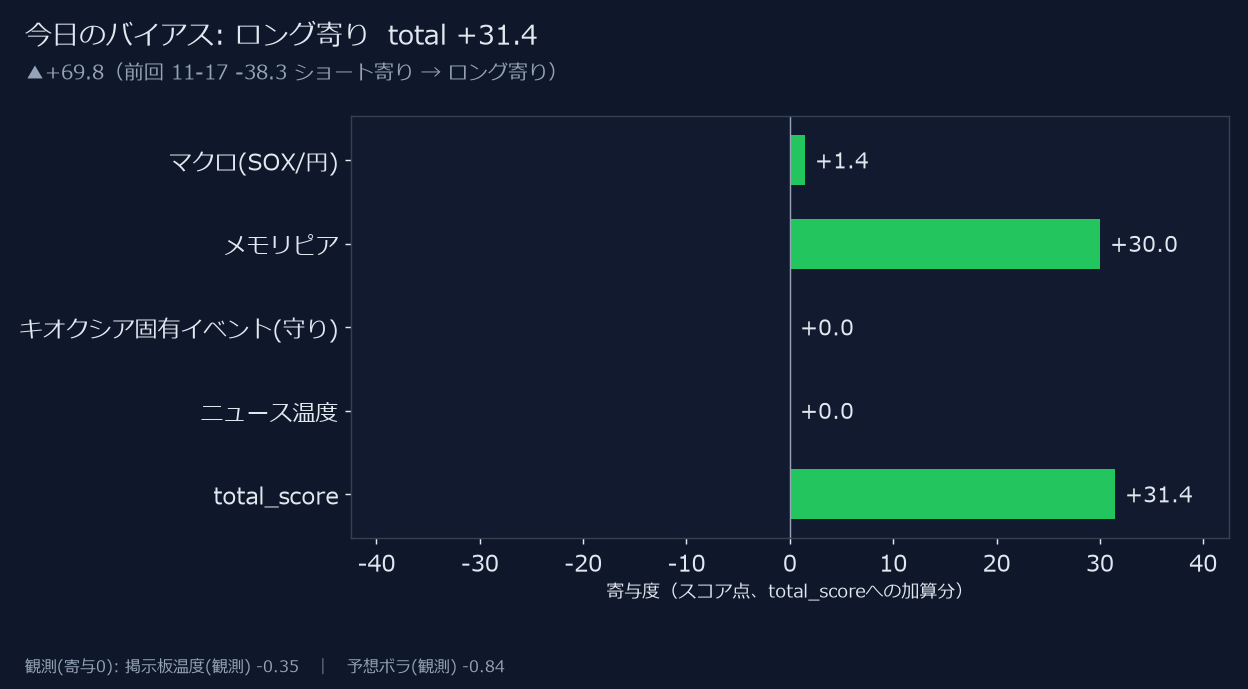 今日のバイアス: ロング寄り  total +31.4
▲+69.8（前回 11-17 -38.3 ショート寄り → ロング寄り）
マクロ(SOX/円)
+1.4
メモリピア
+30.0
キオクシア固有イベント(守り)
+0.0
ニュース温度
+0.0
total_score
+31.4
-40 -30 -20 -10 0 10 20 30 40
寄与度（スコア点、total_scoreへの加算分）
観測(寄与0): 掲示板温度(観測) -0.35 ｜ 予想ボラ(観測) -0.84